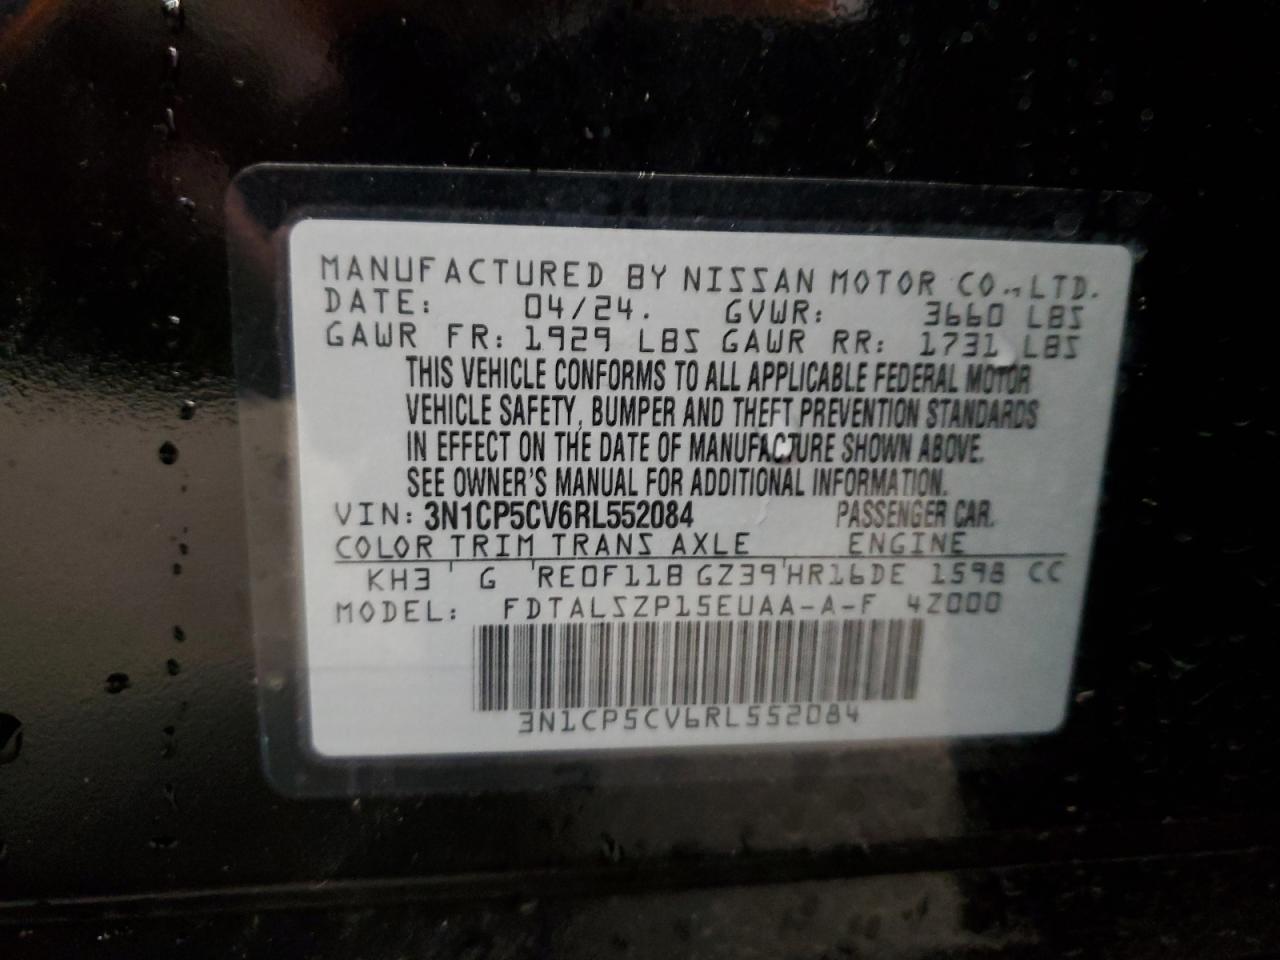 MANUFACTURED BY NISSAN MOTOR CO.,LTD.
DATE: 04/24. GVWR: 3660 LBS
GAWR FR: 1929 LBS GAWR RR: 1731 LBS
THIS VEHICLE CONFORMS TO ALL APPLICABLE FEDERAL MOTOR
VEHICLE SAFETY, BUMPER AND THEFT PREVENTION STANDARDS
IN EFFECT ON THE DATE OF MANUFACTURE SHOWN ABOVE.
SEE OWNER'S MANUAL FOR ADDITIONAL INFORMATION.
VIN: 3N1CP5CV6RL552084 PASSENGER CAR.
COLOR TRIM TRANS AXLE ENGINE
KH3 ' G 'RE0F11B GZ39'HR16DE 1598 CC
MODEL: FDTALSZP15EUAA-A-F 4Z000
3N1CP5CV6RL552084